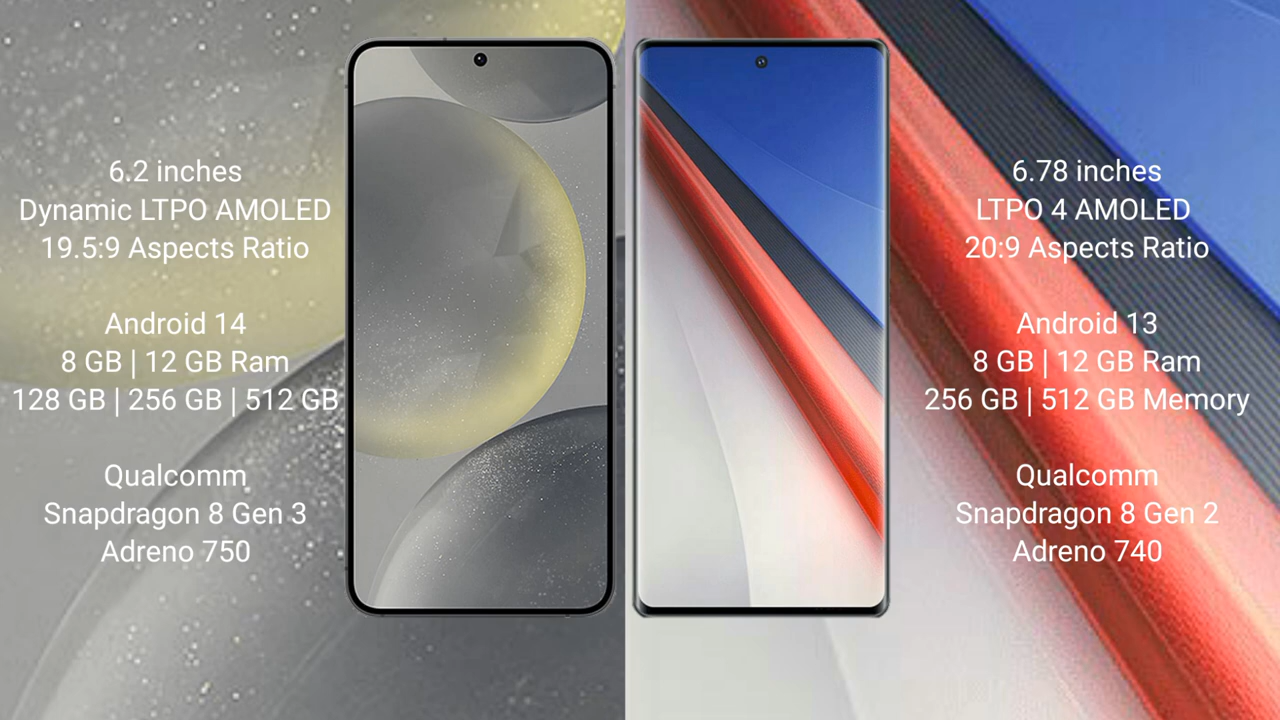 6.2 inches
Dynamic LTPO AMOLED
19.5:9 Aspects Ratio
Android 14
8 GB | 12 GB Ram
128 GB | 256 GB | 512 GB
Qualcomm
Snapdragon 8 Gen 3
Adreno 750
6.78 inches
LTPO 4 AMOLED
20:9 Aspects Ratio
Android 13
8 GB | 12 GB Ram
256 GB | 512 GB Memory
Qualcomm
Snapdragon 8 Gen 2
Adreno 740